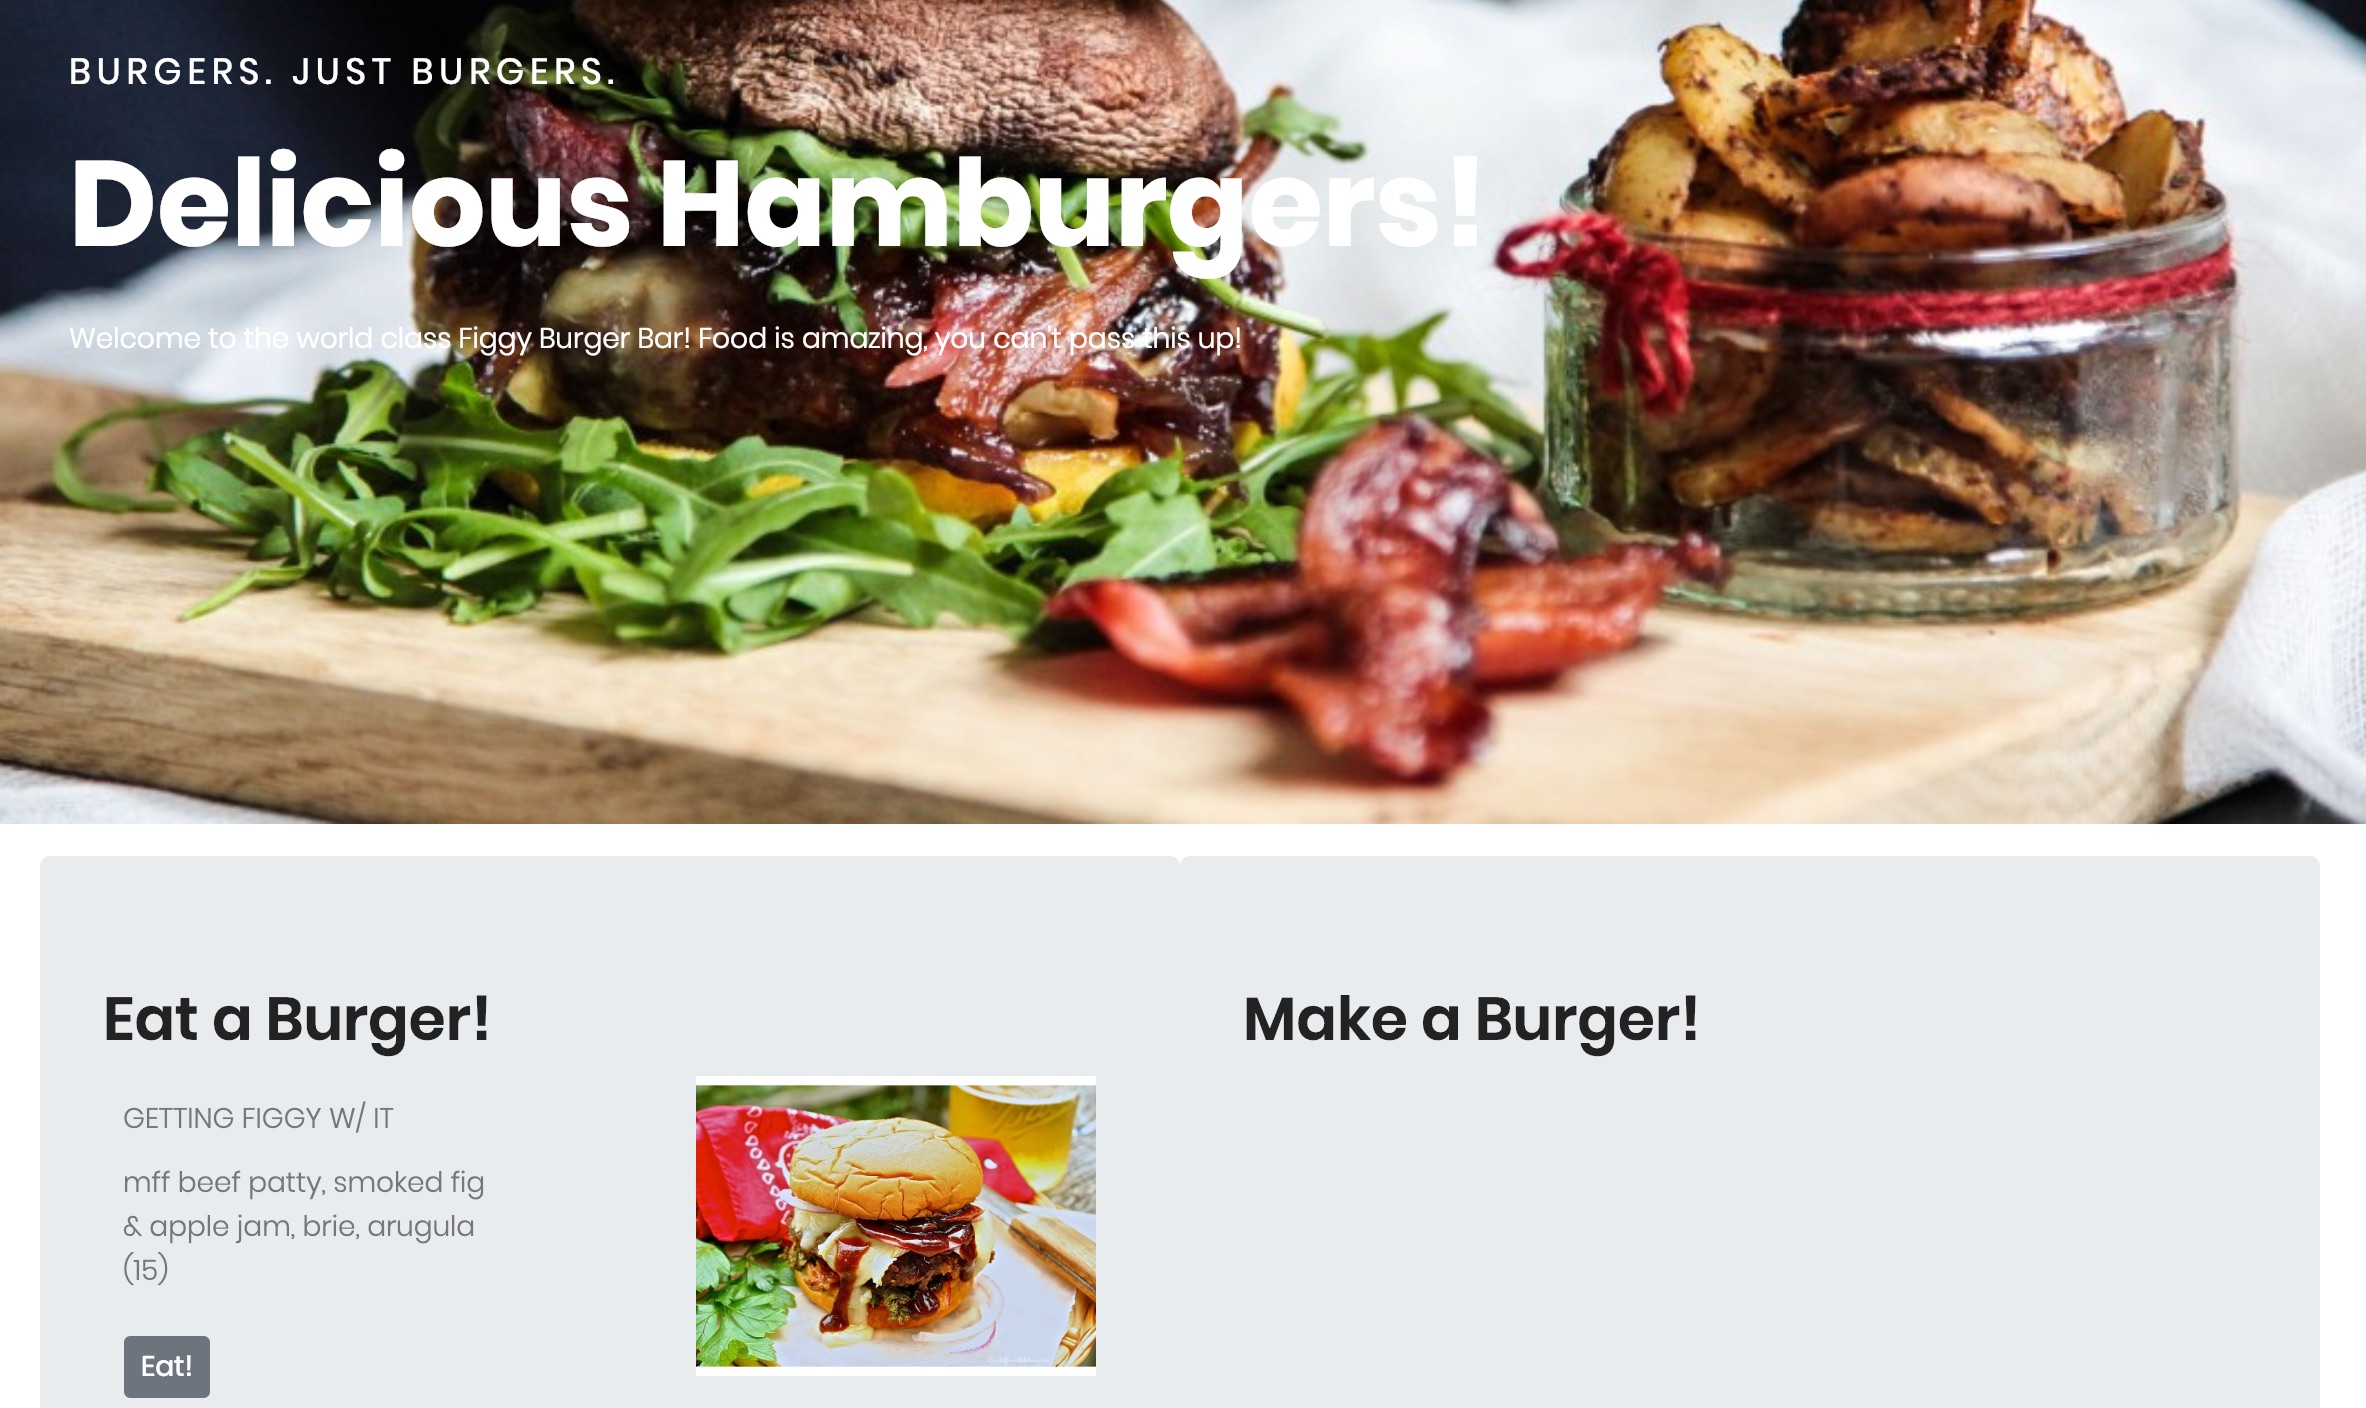 BURGERS. JUST BURGERS.
Delicious Hamburgers!
Welcome to the world class Figgy Burger Bar! Food is amazing, you can't pass this up!
Eat a Burger!
GETTING FIGGY W/ IT
mff beef patty, smoked fig
& apple jam, brie, arugula
(15)
Eat!
Make a Burger!